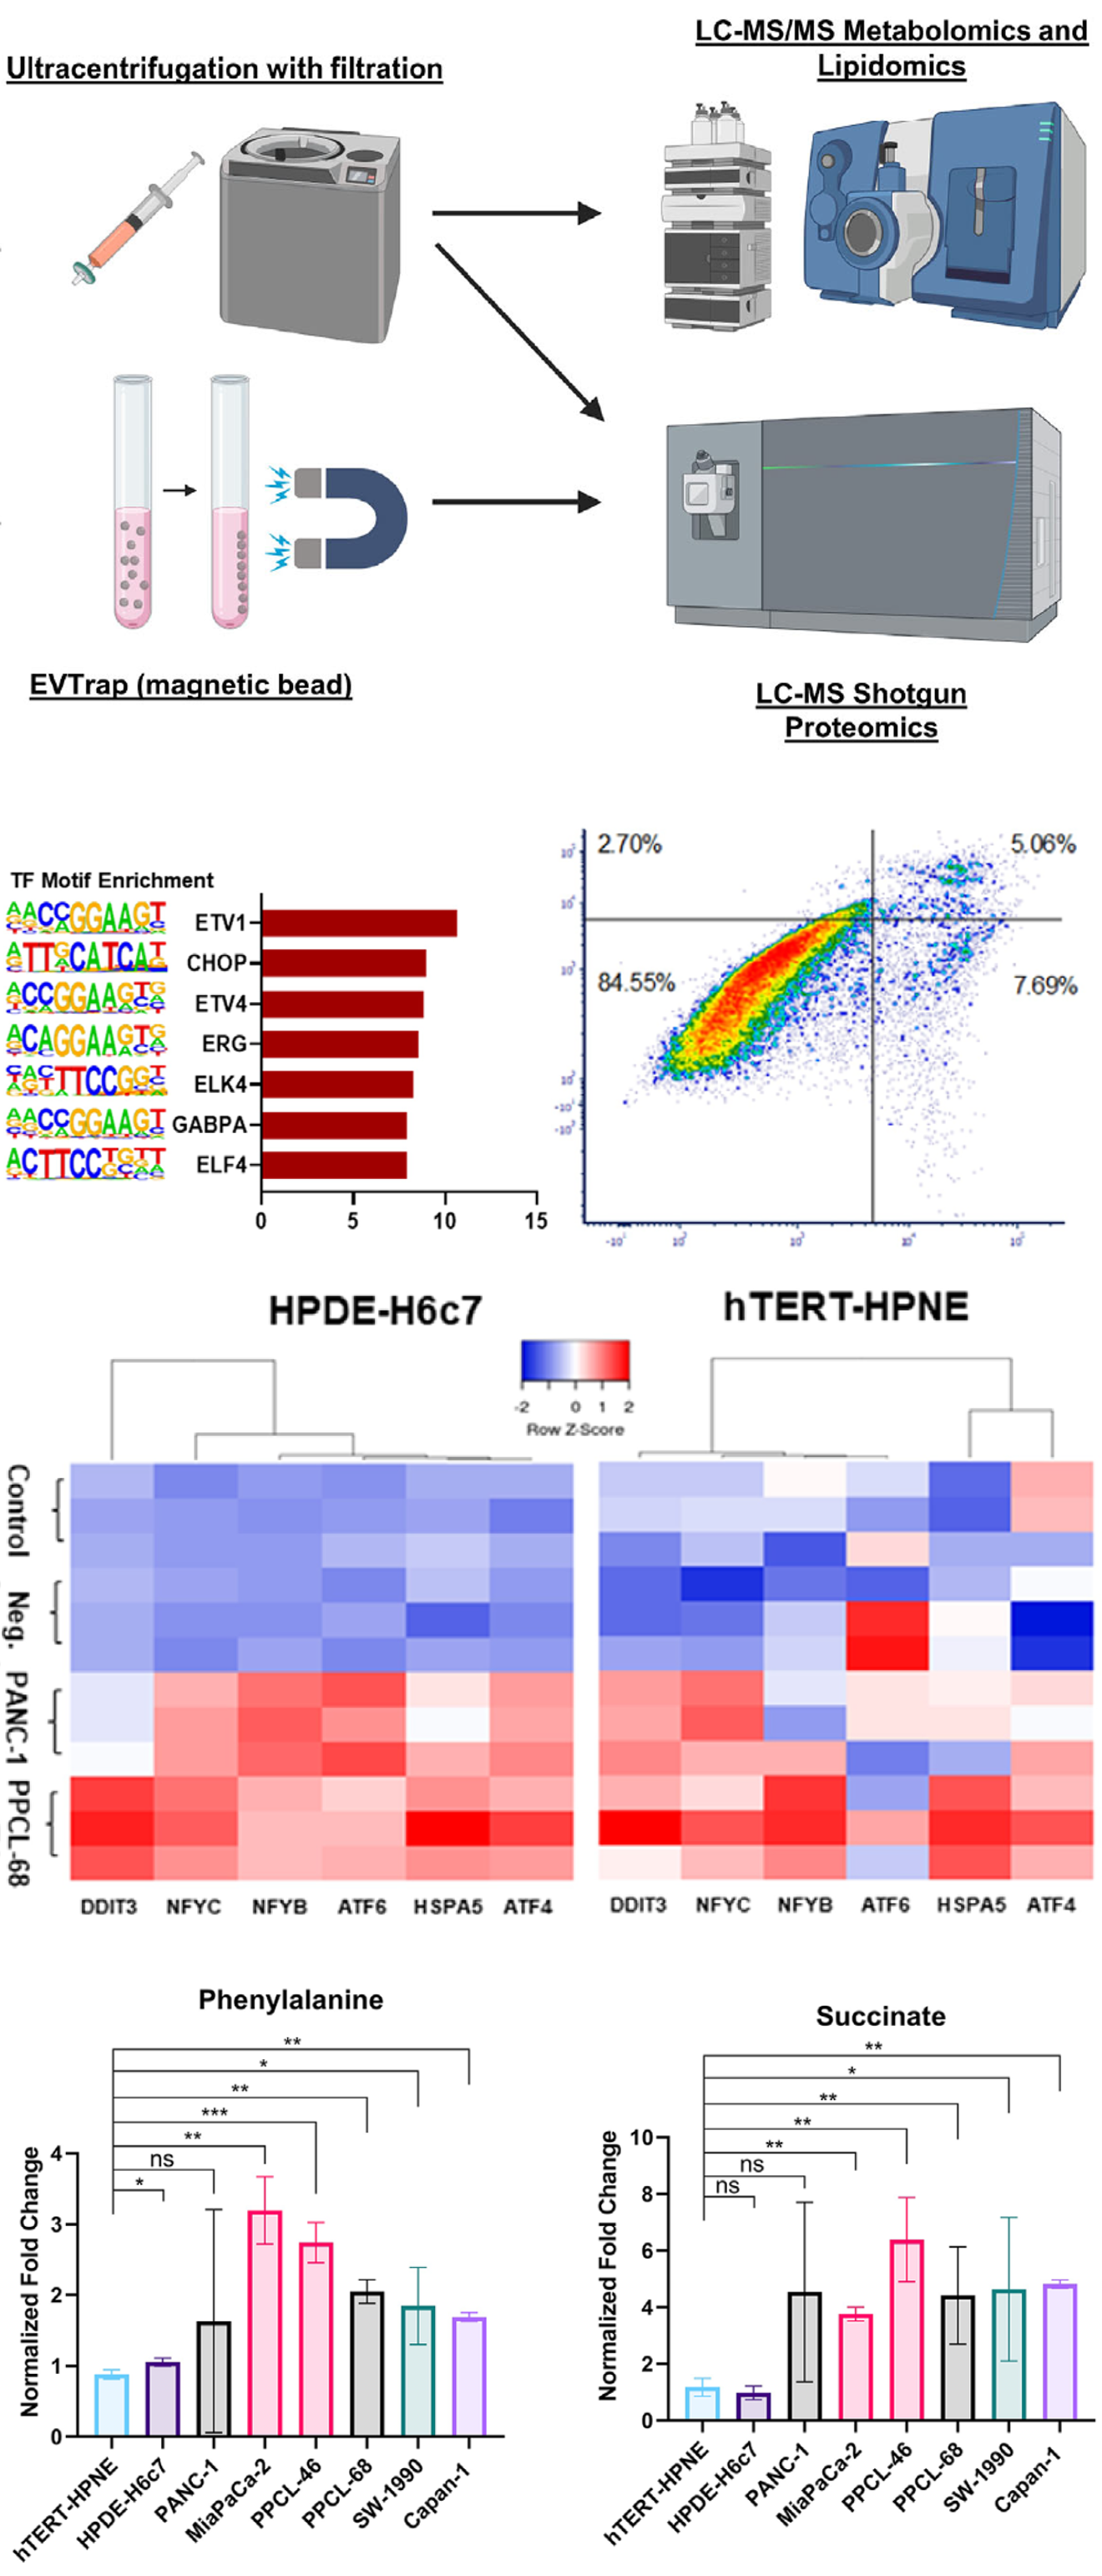 LC-MS/MS Metabolomics and
Lipidomics
Ultracentrifugation with filtration
EVTrap (magnetic bead)
LC-MS Shotgun
Proteomics
TF Motif Enrichment
ETV1
CHOP
ETV4
ERG
ELK4
GABPA
ELF4
0 5 10 15
2.70% 5.06%
84.55% 7.69%
HPDE-H6c7 hTERT-HPNE
-2 0 1 2
Row Z-Score
Control
Neg.
PANC-1
PPCL-68
DDIT3 NFYC NFYB ATF6 HSPA5 ATF4
DDIT3 NFYC NFYB ATF6 HSPA5 ATF4
Phenylalanine
**
*
**
***
**
ns
*
Normalized Fold Change
4
3
2
1
0
hTERT-HPNE
HPDE-H6c7
PANC-1
MiaPaCa-2
PPCL-46
PPCL-68
SW-1990
Capan-1
Succinate
**
*
**
**
**
ns
ns
Normalized Fold Change
10
8
6
4
2
0
hTERT-HPNE
HPDE-H6c7
PANC-1
MiaPaCa-2
PPCL-46
PPCL-68
SW-1990
Capan-1